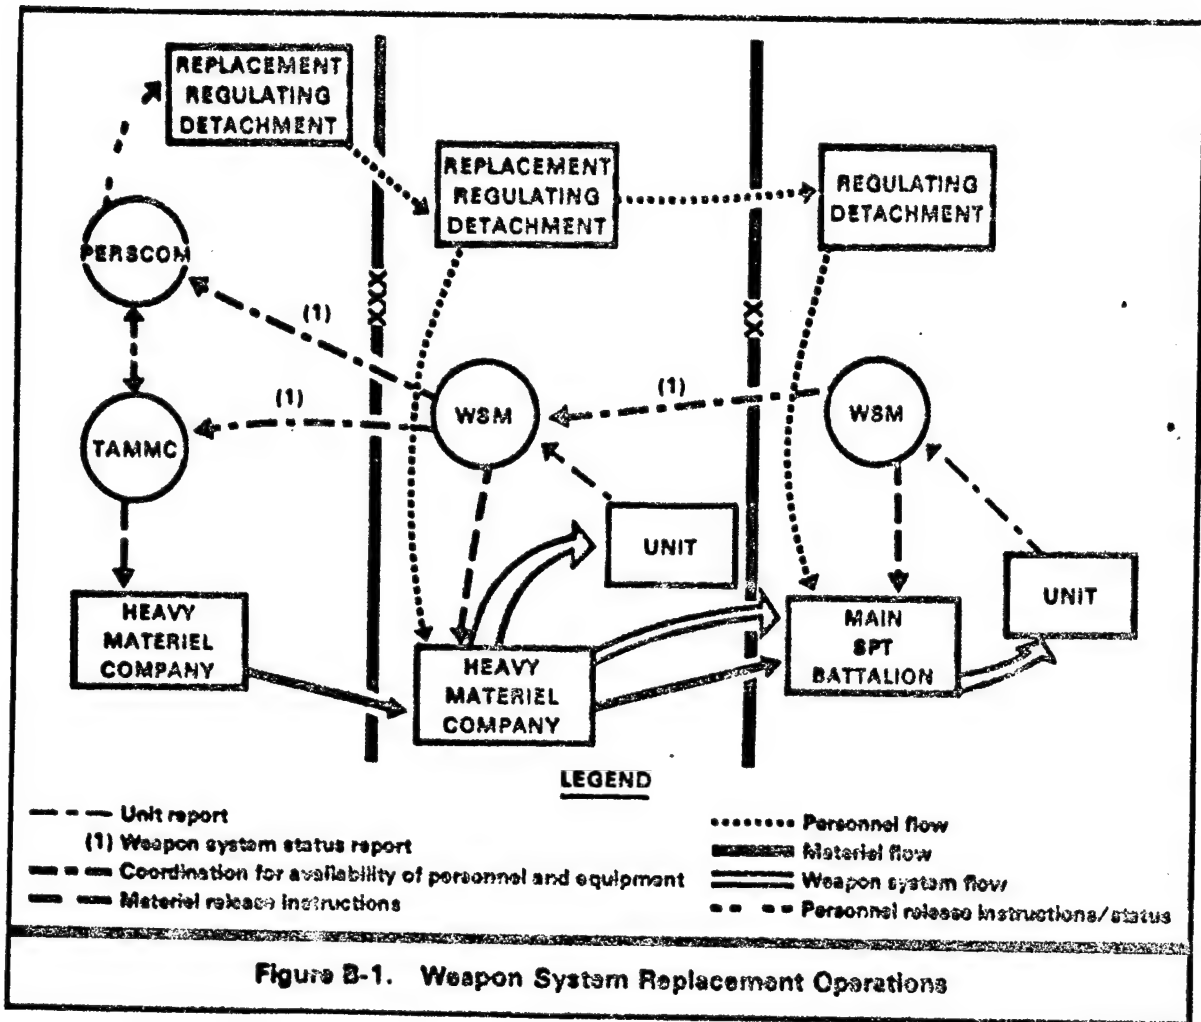 REPLACEMENT
REGULATING
DETACHMENT
REPLACEMENT
REGULATING
DETACHMENT
REGULATING
DETACHMENT
PERSCOM
XXX
XX
(1)
(1)
(1)
TAMMC
WSM
WSM
UNIT
UNIT
HEAVY
MATERIEL
COMPANY
HEAVY
MATERIEL
COMPANY
MAIN
SPT
BATTALION
LEGEND
Unit report
(1) Weapon system status report
Coordination for availability of personnel and equipment
Materiel release instructions
Personnel flow
Materiel flow
Weapon system flow
Personnel release instructions/status
Figure B-1. Weapon System Replacement Operations